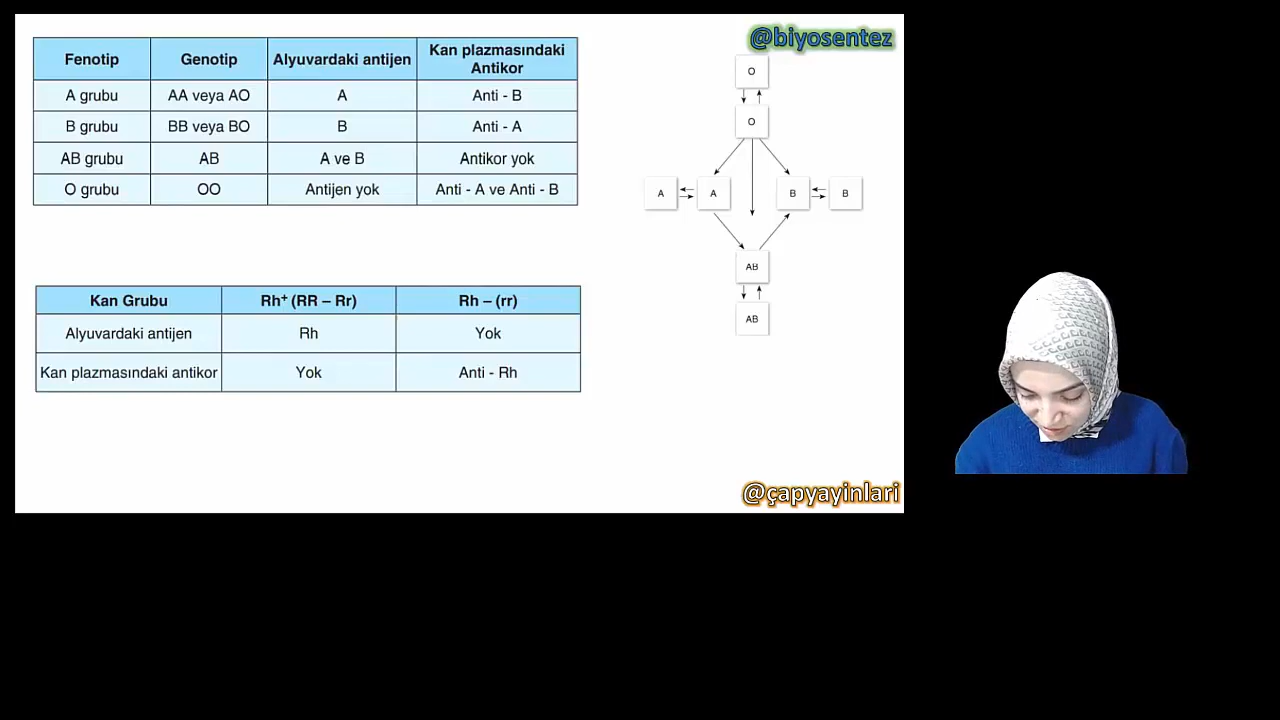 @biyosentez
Fenotip Genotip Alyuvardaki antijen Kan plazmasındaki Antikor
A grubu AA veya AO A Anti - B
B grubu BB veya BO B Anti - A
AB grubu AB A ve B Antikor yok
O grubu OO Antijen yok Anti - A ve Anti - B
O
O
A A B B
AB
AB
Kan Grubu Rh+ (RR – Rr) Rh – (rr)
Alyuvardaki antijen Rh Yok
Kan plazmasındaki antikor Yok Anti - Rh
@çapyayinlari